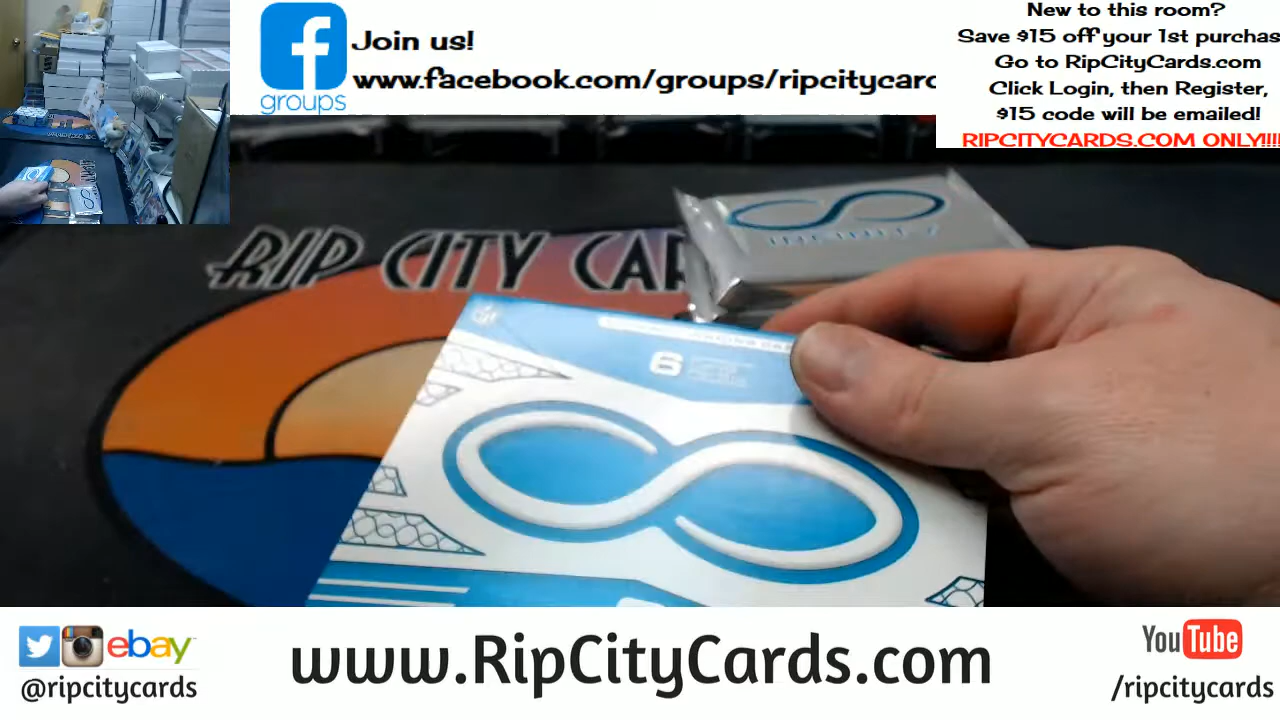 Join us!
www.facebook.com/groups/ripcitycarc
groups
New to this room?
Save $15 off your 1st purchas
Go to RipCityCards.com
Click Login, then Register,
$15 code will be emailed!
RIPCITYCARDS.COM ONLY!!!!
RIP CITY CAR
INFINITY
6
ebay
@ripcitycards
www.RipCityCards.com
YouTube
/ripcitycards